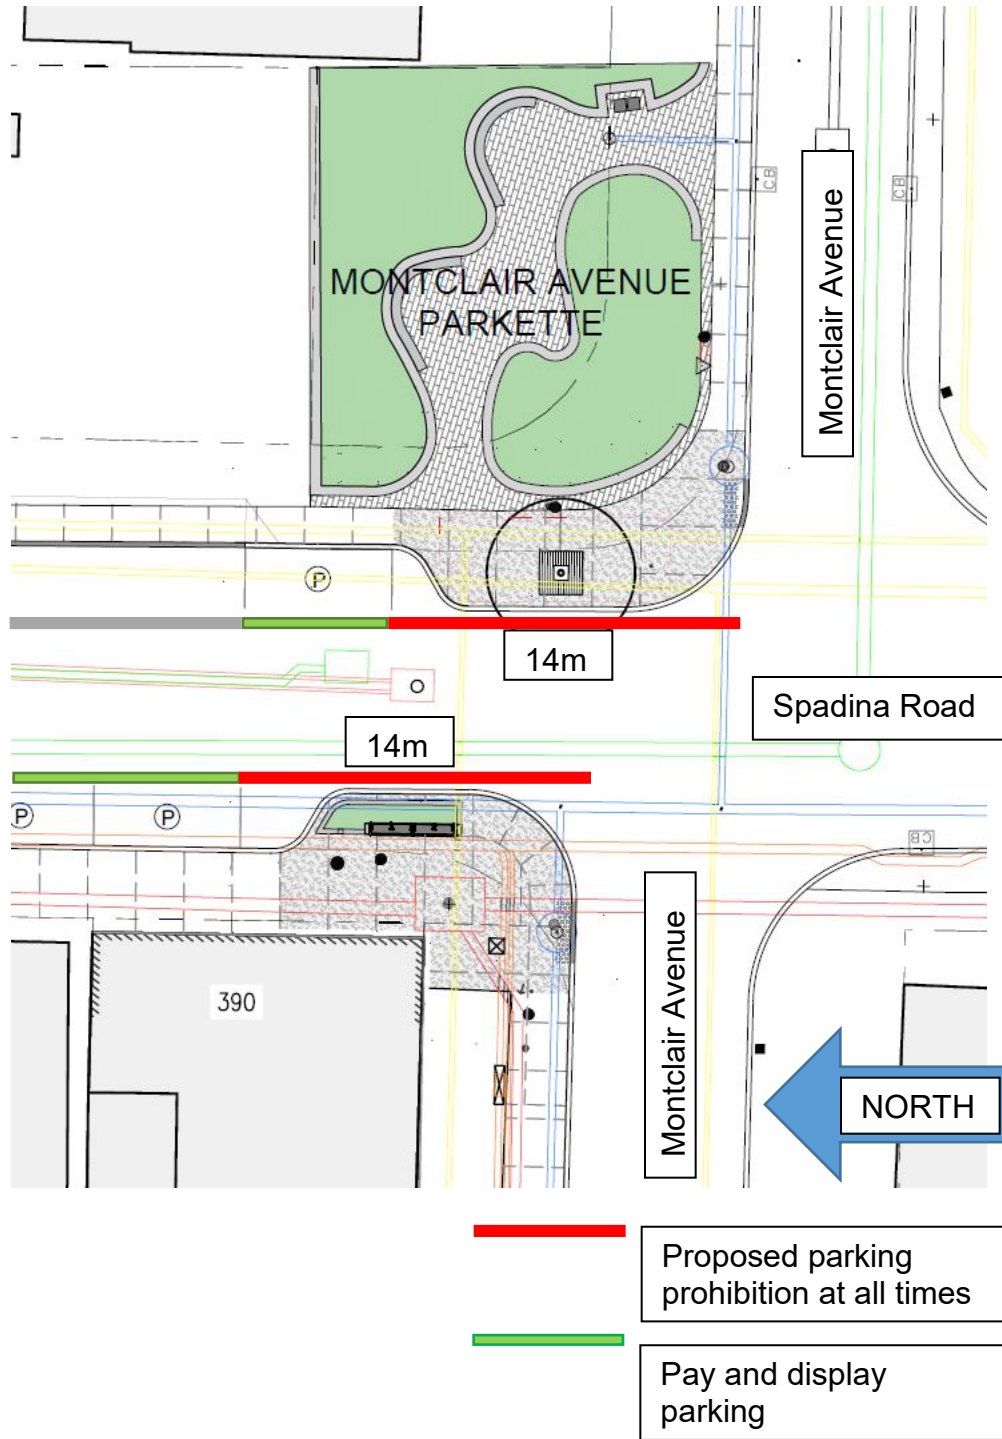 CB
CB
Montclair Avenue
MONTCLAIR AVENUE
PARKETTE
P
14m
Spadina Road
14m
P
P
CB
390
Montclair Avenue
NORTH
Proposed parking
prohibition at all times
Pay and display
parking